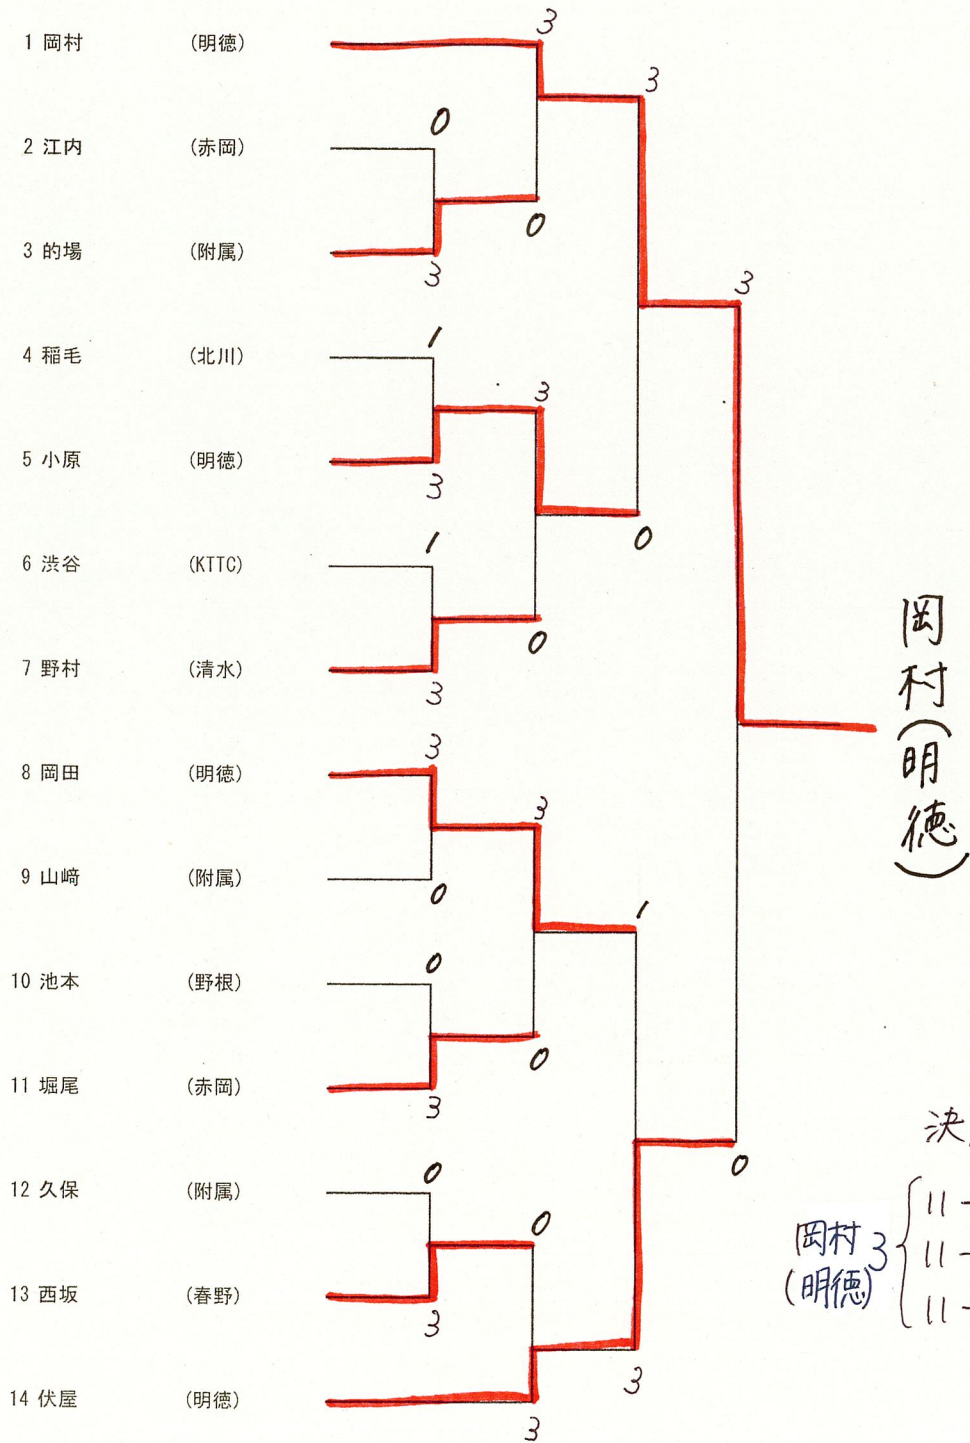 3
1 岡村 (明徳)
3
0
2 江内 (赤岡)
0
3 的場 (附属)
3
3
1
4 稲毛 (北川)
3
5 小原 (明徳)
3
0
1
6 渋谷 (KTTC)
0
7 野村 (清水)
3
岡村(明徳)
3
8 岡田 (明徳)
3
9 山﨑 (附属)
0
1
0
10 池本 (野根)
0
11 堀尾 (赤岡)
3
決
0
0
12 久保 (附属)
0
岡村 3 { 11-
(明徳) 11-
11-
13 西坂 (春野)
3
3
14 伏屋 (明徳)
3